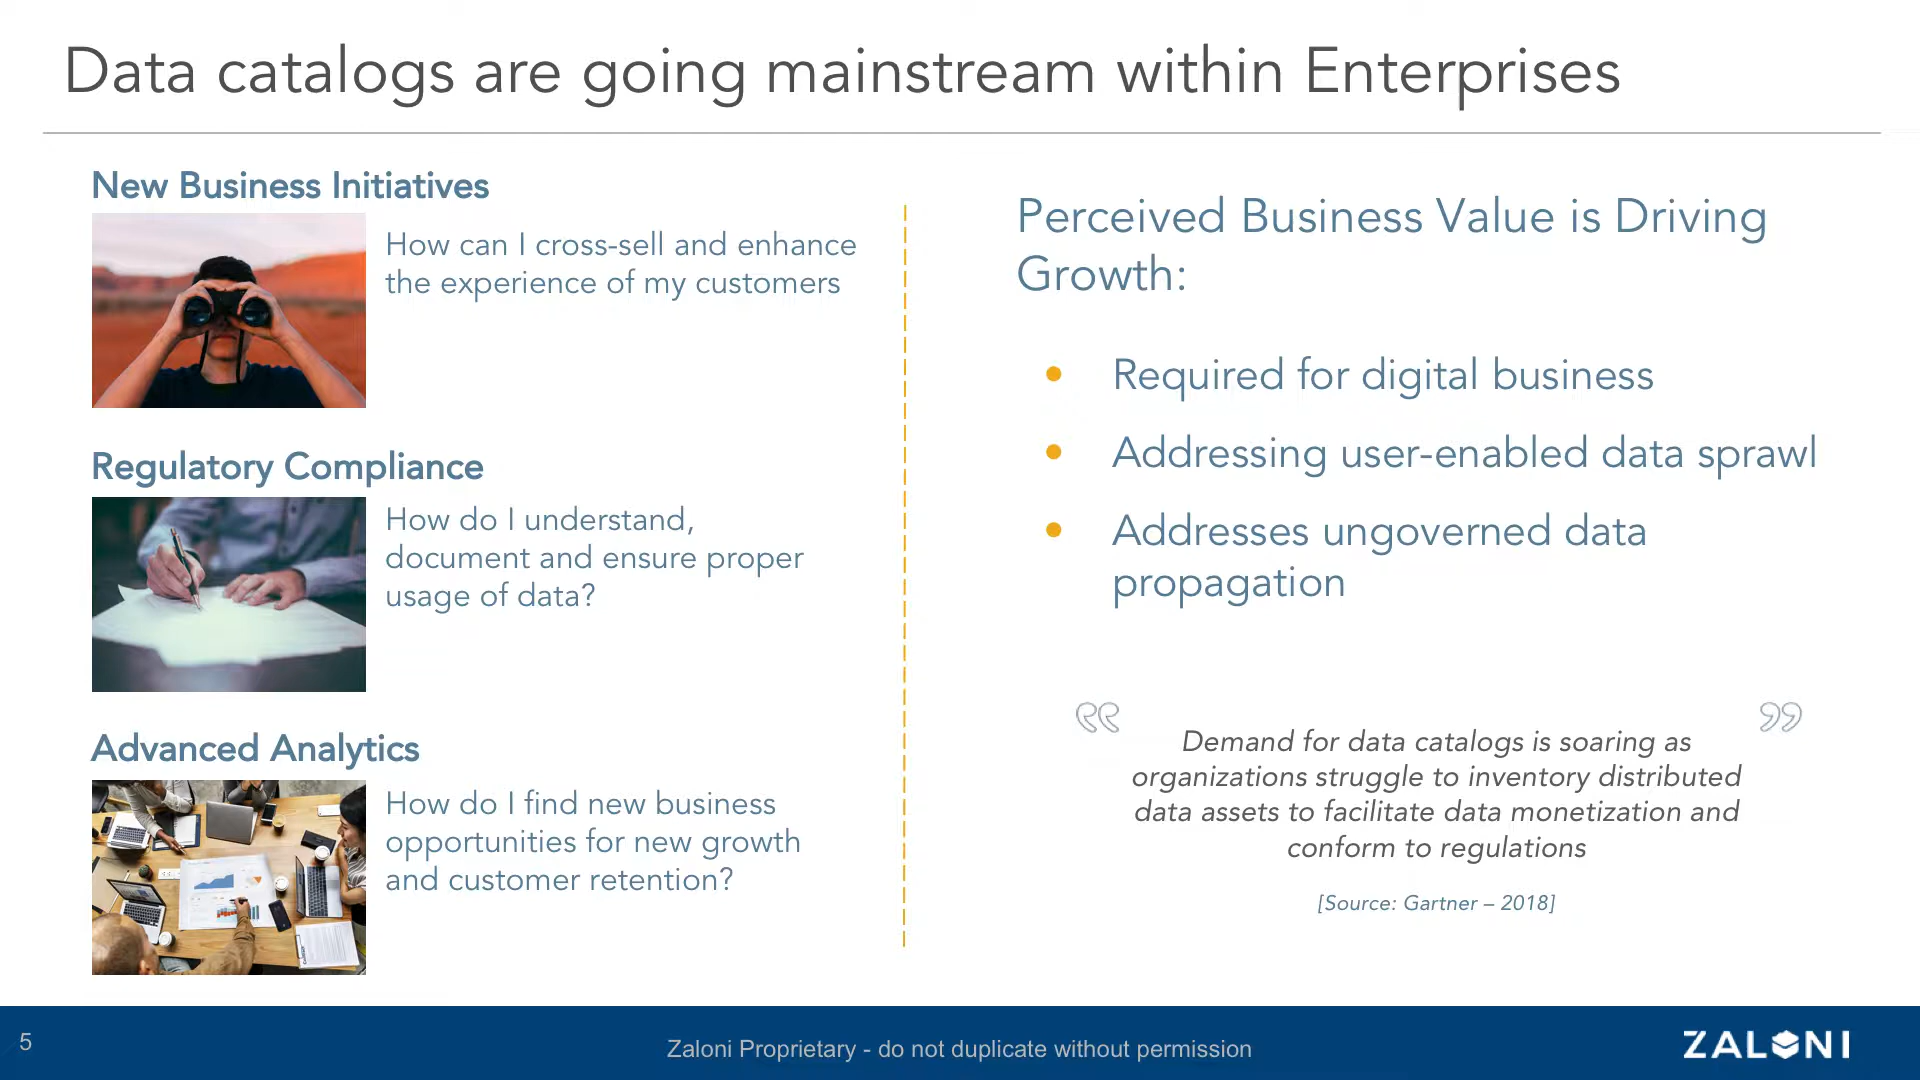 Data catalogs are going mainstream within Enterprises
New Business Initiatives
How can I cross-sell and enhance
the experience of my customers
Regulatory Compliance
How do I understand,
document and ensure proper
usage of data?
Advanced Analytics
How do I find new business
opportunities for new growth
and customer retention?
Perceived Business Value is Driving
Growth:
• Required for digital business
• Addressing user-enabled data sprawl
• Addresses ungoverned data
propagation
“ Demand for data catalogs is soaring as ”
organizations struggle to inventory distributed
data assets to facilitate data monetization and
conform to regulations
[Source: Gartner – 2018]
5
Zaloni Proprietary - do not duplicate without permission
ZALONI